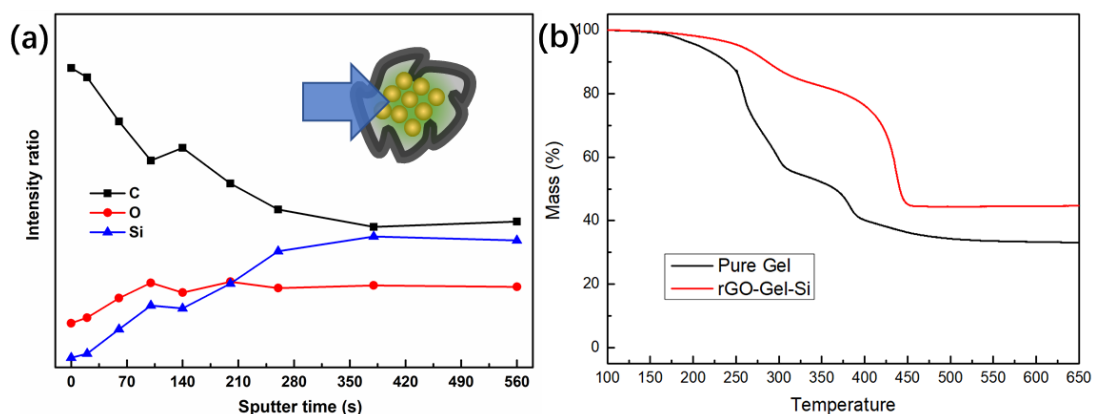 (a)
Intensity ratio
C
O
Si
0 70 140 210 280 350 420 490 560
Sputter time (s)
(b)
Mass (%)
100
80
60
40
20
0
Pure Gel
rGO-Gel-Si
100 150 200 250 300 350 400 450 500 550 600 650
Temperature